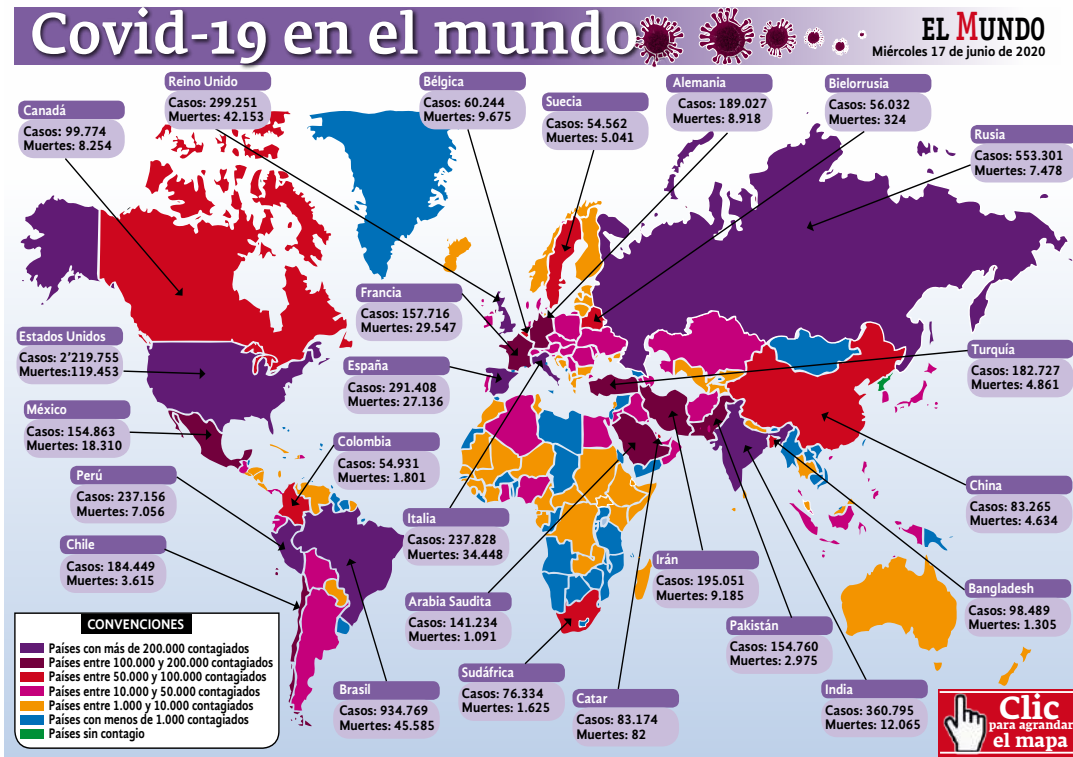 Covid-19 en el mundo
EL MUNDO
Miércoles 17 de junio de 2020
Canadá
Casos: 99.774
Muertes: 8.254
Reino Unido
Casos: 299.251
Muertes: 42.153
Bélgica
Casos: 60.244
Muertes: 9.675
Suecia
Casos: 54.562
Muertes: 5.041
Alemania
Casos: 189.027
Muertes: 8.918
Bielorrusia
Casos: 56.032
Muertes: 324
Rusia
Casos: 553.301
Muertes: 7.478
Francia
Casos: 157.716
Muertes: 29.547
Estados Unidos
Casos: 2’219.755
Muertes:119.453
España
Casos: 291.408
Muertes: 27.136
Turquía
Casos: 182.727
Muertes: 4.861
México
Casos: 154.863
Muertes: 18.310
Colombia
Casos: 54.931
Muertes: 1.801
Perú
Casos: 237.156
Muertes: 7.056
China
Casos: 83.265
Muertes: 4.634
Italia
Casos: 237.828
Muertes: 34.448
Chile
Casos: 184.449
Muertes: 3.615
Irán
Casos: 195.051
Muertes: 9.185
Bangladesh
Casos: 98.489
Muertes: 1.305
Arabia Saudita
Casos: 141.234
Muertes: 1.091
Pakistán
Casos: 154.760
Muertes: 2.975
Sudáfrica
Casos: 76.334
Muertes: 1.625
Brasil
Casos: 934.769
Muertes: 45.585
Catar
Casos: 83.174
Muertes: 82
India
Casos: 360.795
Muertes: 12.065
CONVENCIONES
Países con más de 200.000 contagiados
Países entre 100.000 y 200.000 contagiados
Países entre 50.000 y 100.000 contagiados
Países entre 10.000 y 50.000 contagiados
Países entre 1.000 y 10.000 contagiados
Países con menos de 1.000 contagiados
Países sin contagio
Clic
para agrandar
el mapa